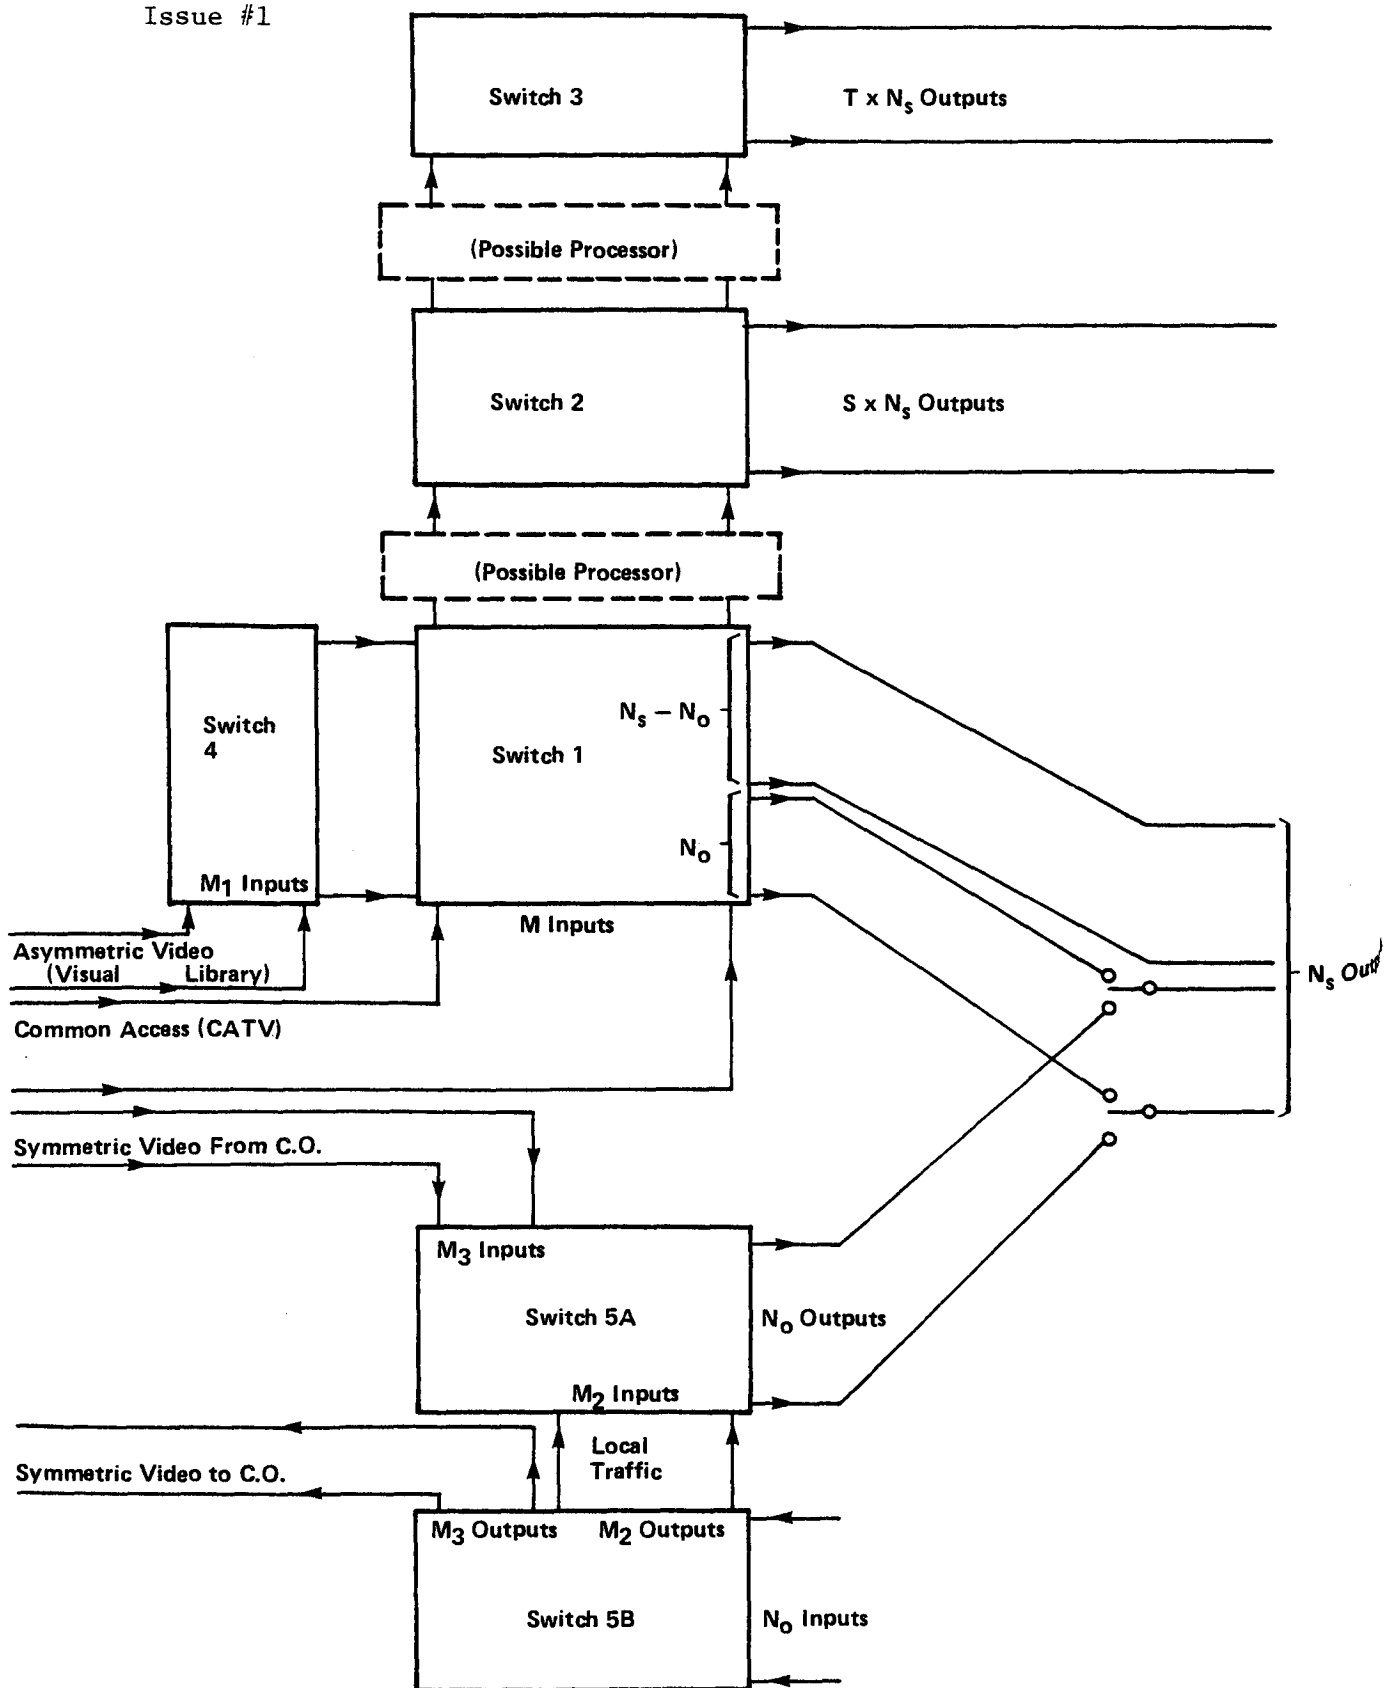 Issue #1
Switch 3
T x Ns Outputs
(Possible Processor)
Switch 2
S x Ns Outputs
(Possible Processor)
Switch
4
Ns – No
Switch 1
No
M1 Inputs
M Inputs
Asymmetric Video
(Visual Library)
Ns Outp
Common Access (CATV)
Symmetric Video From C.O.
M3 Inputs
Switch 5A
No Outputs
M2 Inputs
Local
Traffic
Symmetric Video to C.O.
M3 Outputs M2 Outputs
Switch 5B
No Inputs